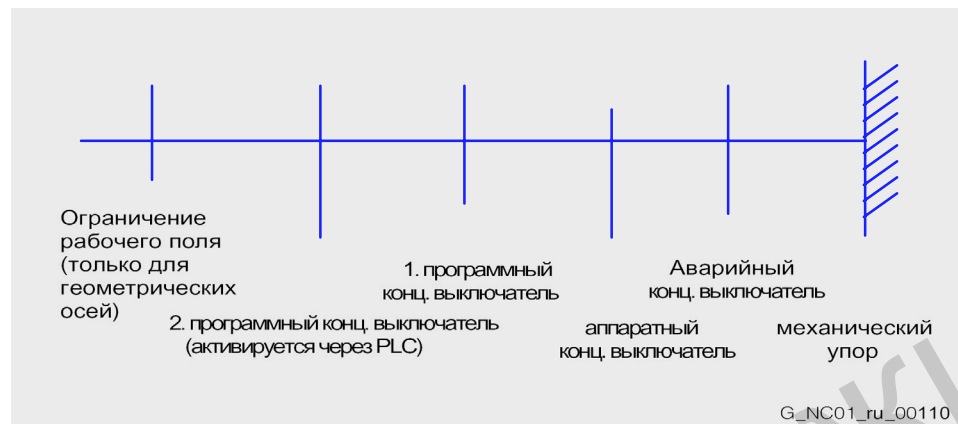 Ограничение
рабочего поля
(только для
геометрических
осей)
2. программный конц. выключатель
(активируется через PLC)
1. программный
конц. выключатель
аппаратный
конц. выключатель
Аварийный
конц. выключатель
механический
упор
G_NC01_ru_00110